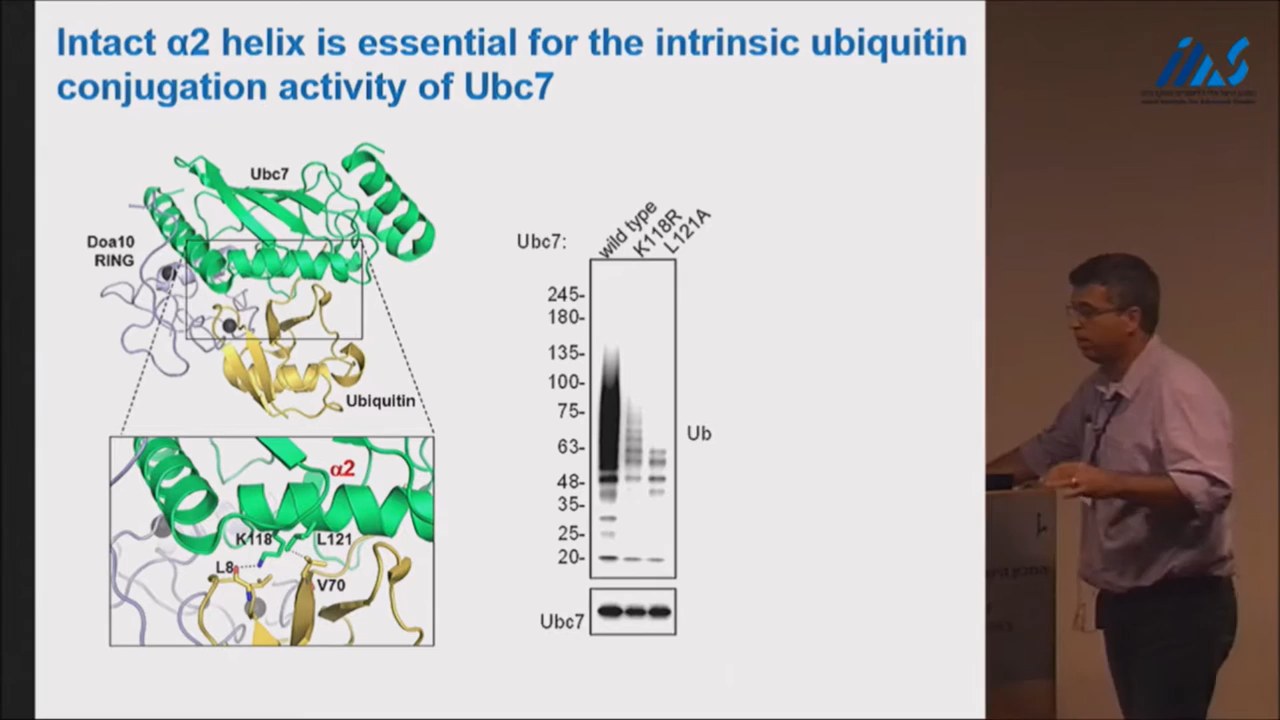 Intact α2 helix is essential for the intrinsic ubiquitin
conjugation activity of Ubc7
Ubc7
Doa10
RING
Ubiquitin
α2
K118
L121
L8
V70
Ubc7:
wild type
K118R
L121A
245-
180-
135-
100-
75-
63-
48-
35-
25-
20-
Ub
Ubc7
IIAS